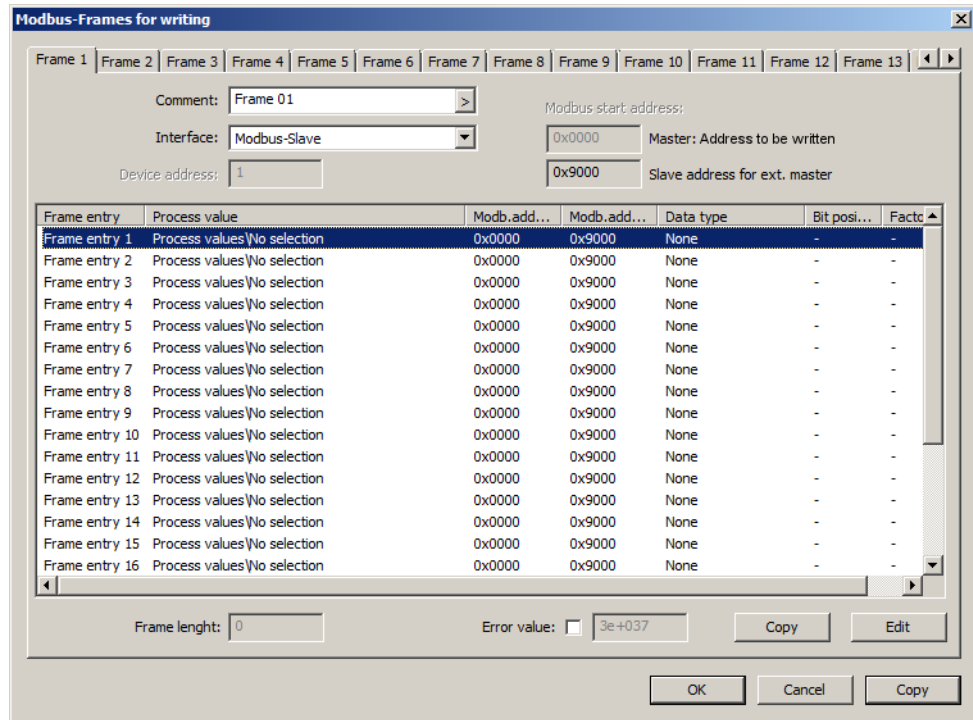 Modbus-Frames for writing
Frame 1 Frame 2 Frame 3 Frame 4 Frame 5 Frame 6 Frame 7 Frame 8 Frame 9 Frame 10 Frame 11 Frame 12 Frame 13
Comment: Frame 01 > Modbus start address:
Interface: Modbus-Slave 0x0000 Master: Address to be written
Device address: 1 0x9000 Slave address for ext. master
Frame entry Process value Modb.add... Modb.add... Data type Bit posi... Facto
Frame entry 1 Process values\No selection 0x0000 0x9000 None - -
Frame entry 2 Process values\No selection 0x0000 0x9000 None - -
Frame entry 3 Process values\No selection 0x0000 0x9000 None - -
Frame entry 4 Process values\No selection 0x0000 0x9000 None - -
Frame entry 5 Process values\No selection 0x0000 0x9000 None - -
Frame entry 6 Process values\No selection 0x0000 0x9000 None - -
Frame entry 7 Process values\No selection 0x0000 0x9000 None - -
Frame entry 8 Process values\No selection 0x0000 0x9000 None - -
Frame entry 9 Process values\No selection 0x0000 0x9000 None - -
Frame entry 10 Process values\No selection 0x0000 0x9000 None - -
Frame entry 11 Process values\No selection 0x0000 0x9000 None - -
Frame entry 12 Process values\No selection 0x0000 0x9000 None - -
Frame entry 13 Process values\No selection 0x0000 0x9000 None - -
Frame entry 14 Process values\No selection 0x0000 0x9000 None - -
Frame entry 15 Process values\No selection 0x0000 0x9000 None - -
Frame entry 16 Process values\No selection 0x0000 0x9000 None - -
Frame lenght: 0 Error value: 3e+037 Copy Edit
OK Cancel Copy